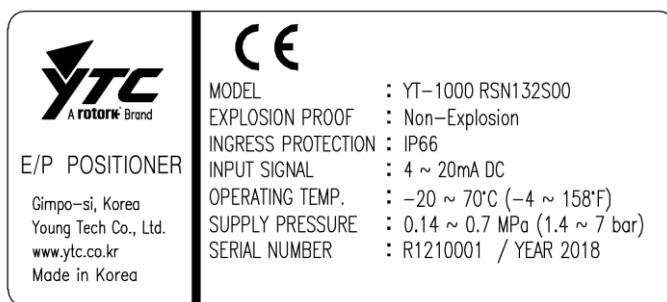 YTC
A rotork Brand
E/P POSITIONER
Gimpo-si, Korea
Young Tech Co., Ltd.
www.ytc.co.kr
Made in Korea
CE
MODEL : YT-1000 RSN132S00
EXPLOSION PROOF : Non-Explosion
INGRESS PROTECTION : IP66
INPUT SIGNAL : 4 ~ 20mA DC
OPERATING TEMP. : -20 ~ 70°C (-4 ~ 158°F)
SUPPLY PRESSURE : 0.14 ~ 0.7 MPa (1.4 ~ 7 bar)
SERIAL NUMBER : R1210001 / YEAR 2018